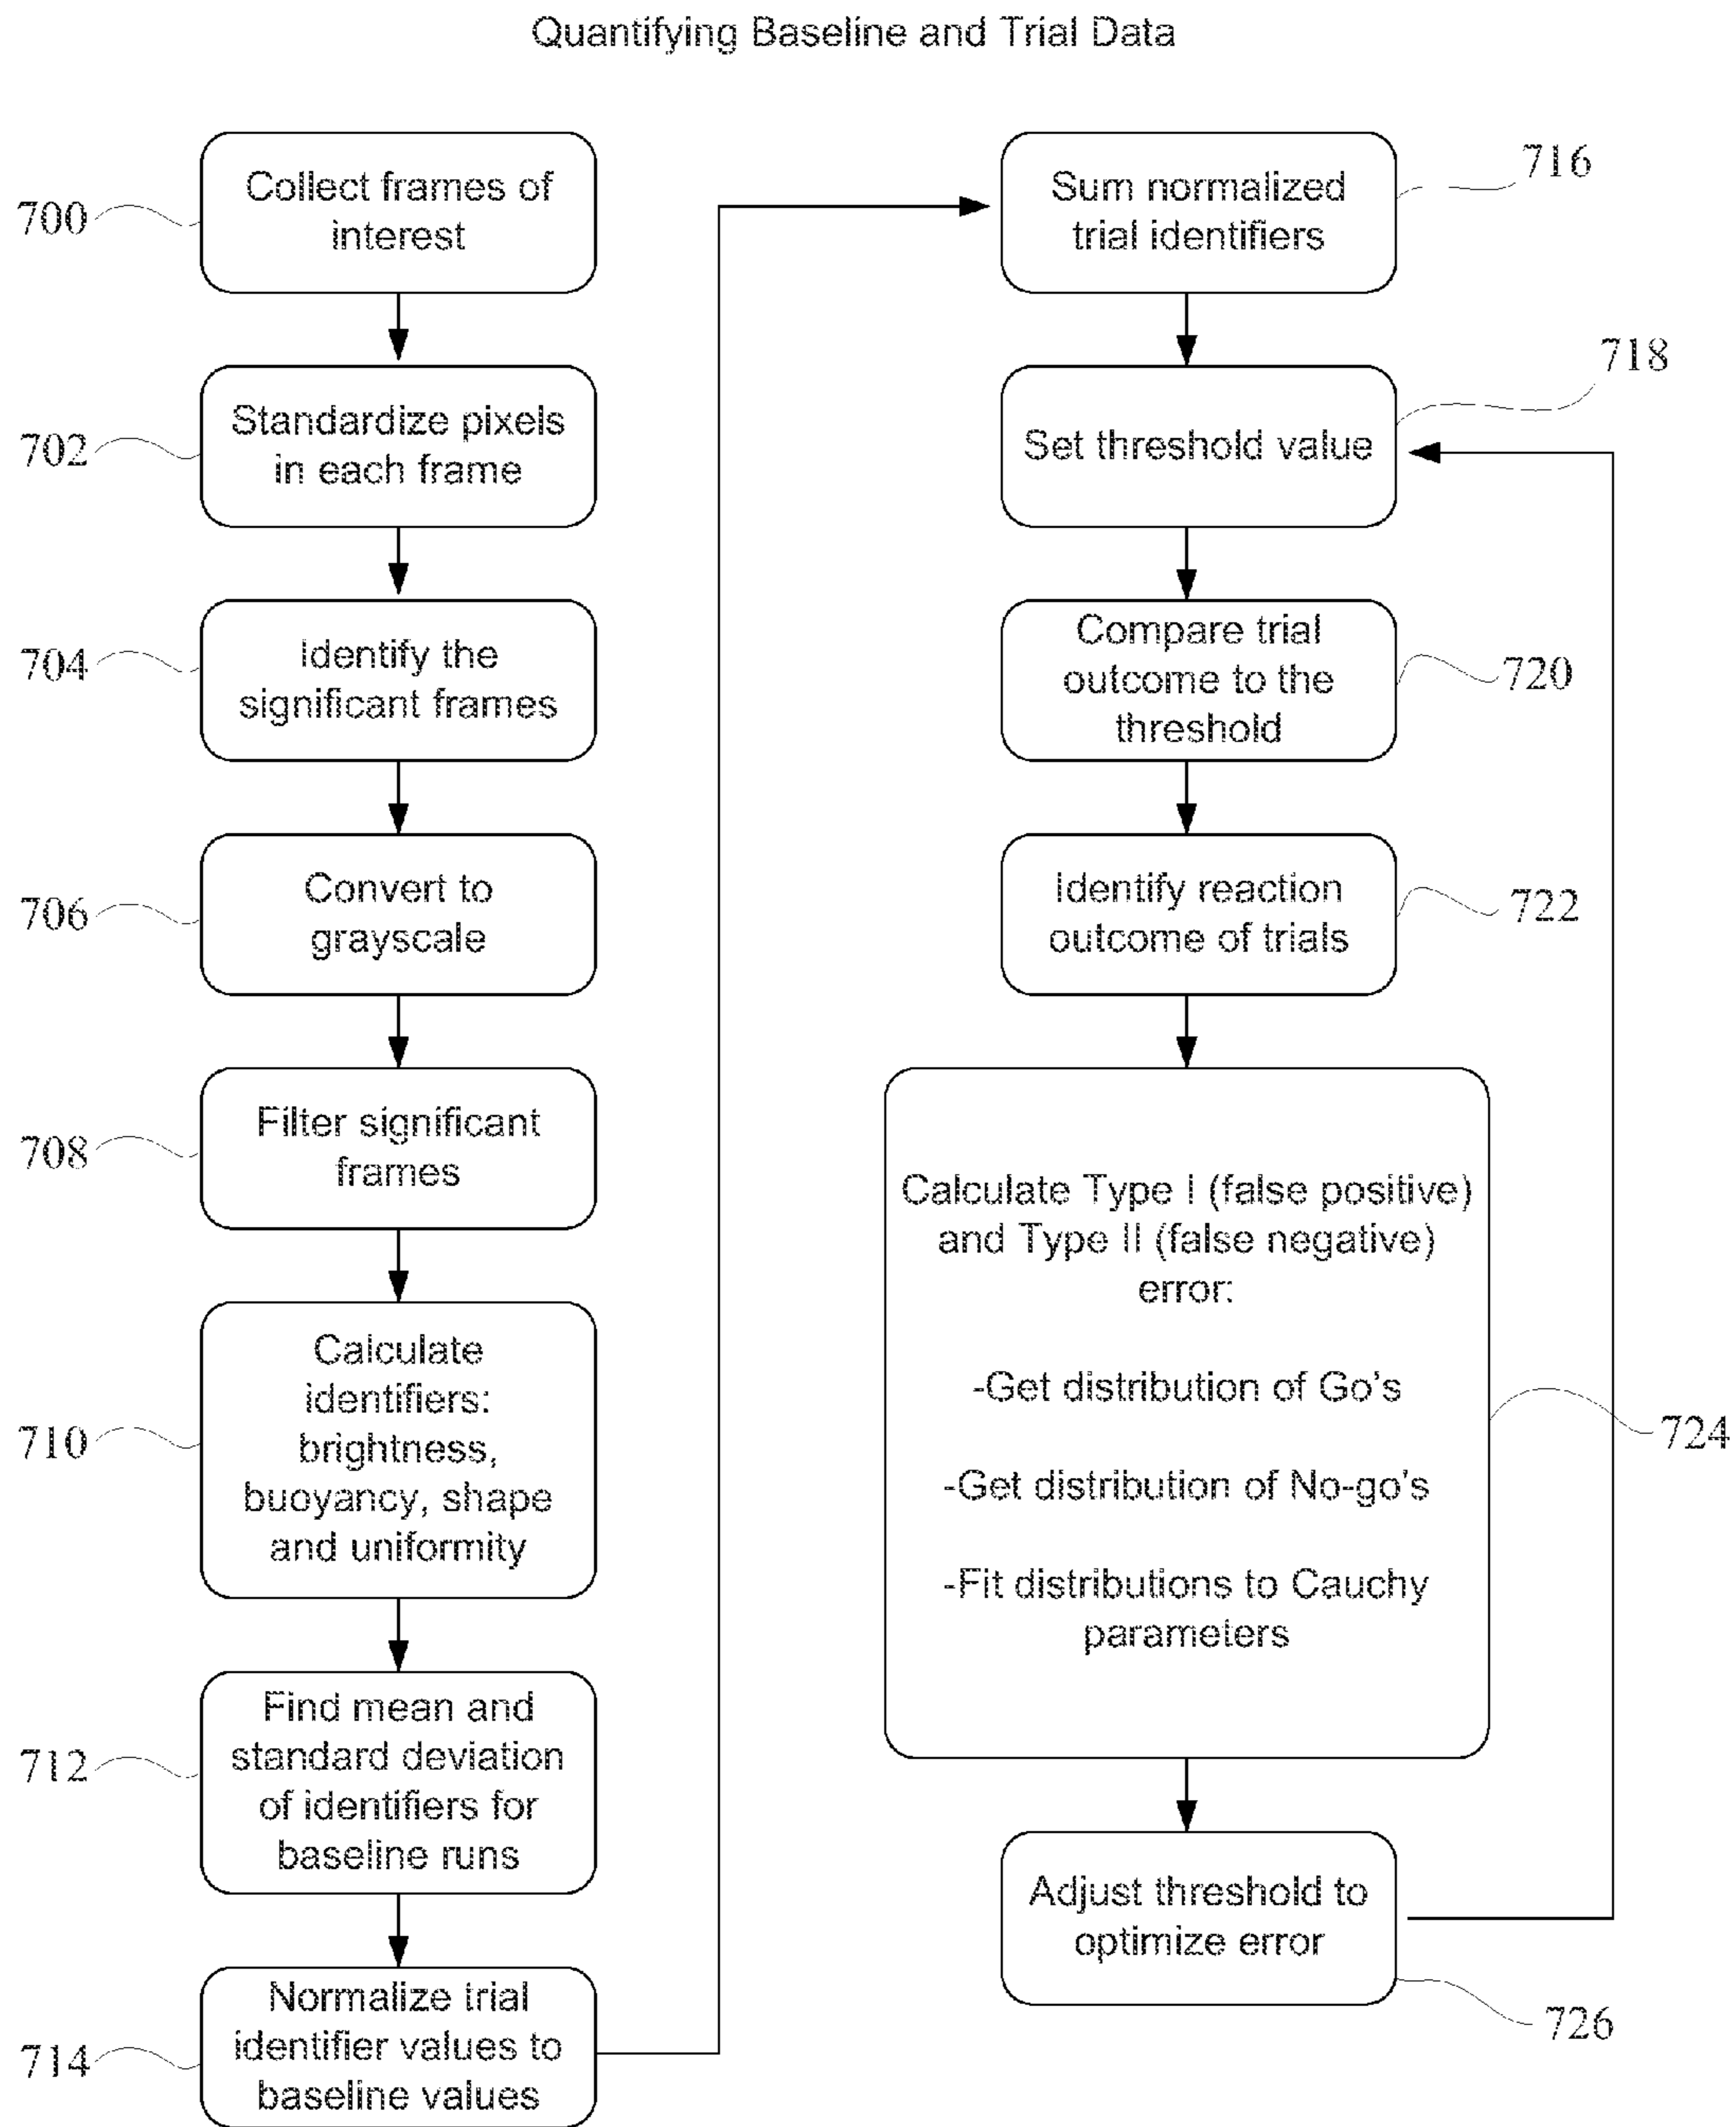 Quantifying Baseline and Trial Data
700
Collect frames of
interest
702
Standardize pixels
in each frame
704
Identify the
significant frames
706
Convert to
grayscale
708
Filter significant
frames
710
Calculate
identifiers:
brightness,
buoyancy, shape
and uniformity
712
Find mean and
standard deviation
of identifiers for
baseline runs
714
Normalize trial
identifier values to
baseline values
716
Sum normalized
trial identifiers
718
Set threshold value
720
Compare trial
outcome to the
threshold
722
Identify reaction
outcome of trials
724
Calculate Type I (false positive)
and Type II (false negative)
error:
-Get distribution of Go's
-Get distribution of No-go's
-Fit distributions to Cauchy
parameters
726
Adjust threshold to
optimize error